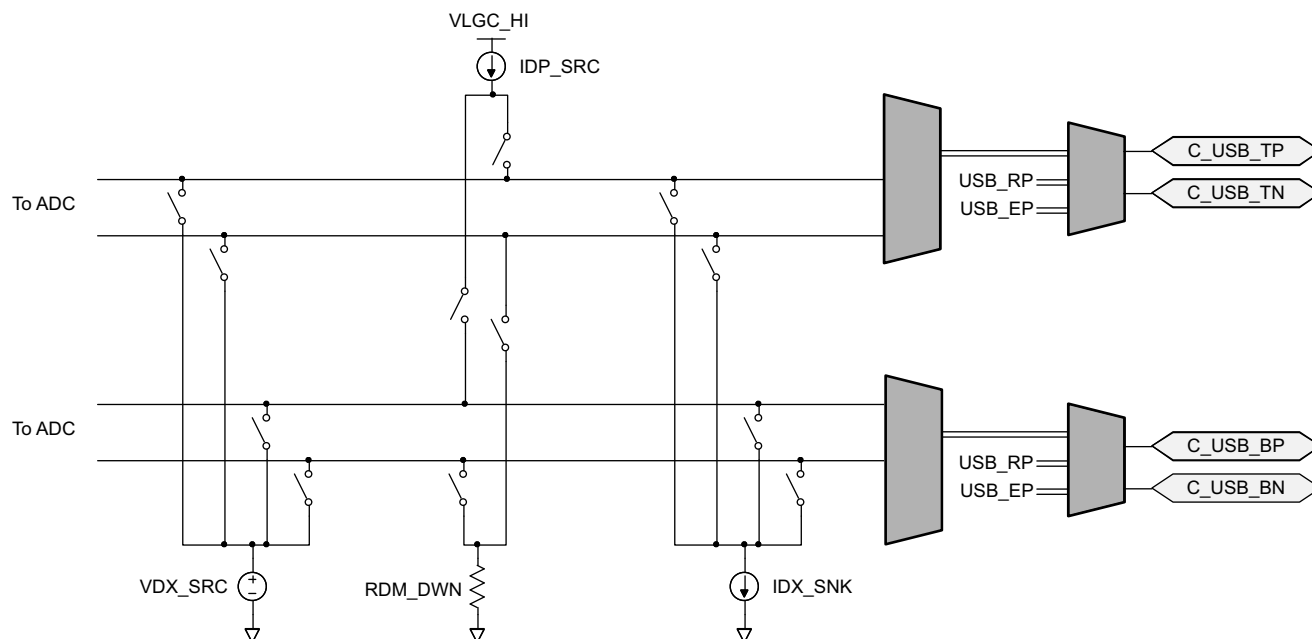 VLGC_HI
IDP_SRC
C_USB_TP
USB_RP
C_USB_TN
To ADC
USB_EP
To ADC
C_USB_BP
USB_RP
C_USB_BN
USB_EP
VDX_SRC
RDM_DWN
IDX_SNK